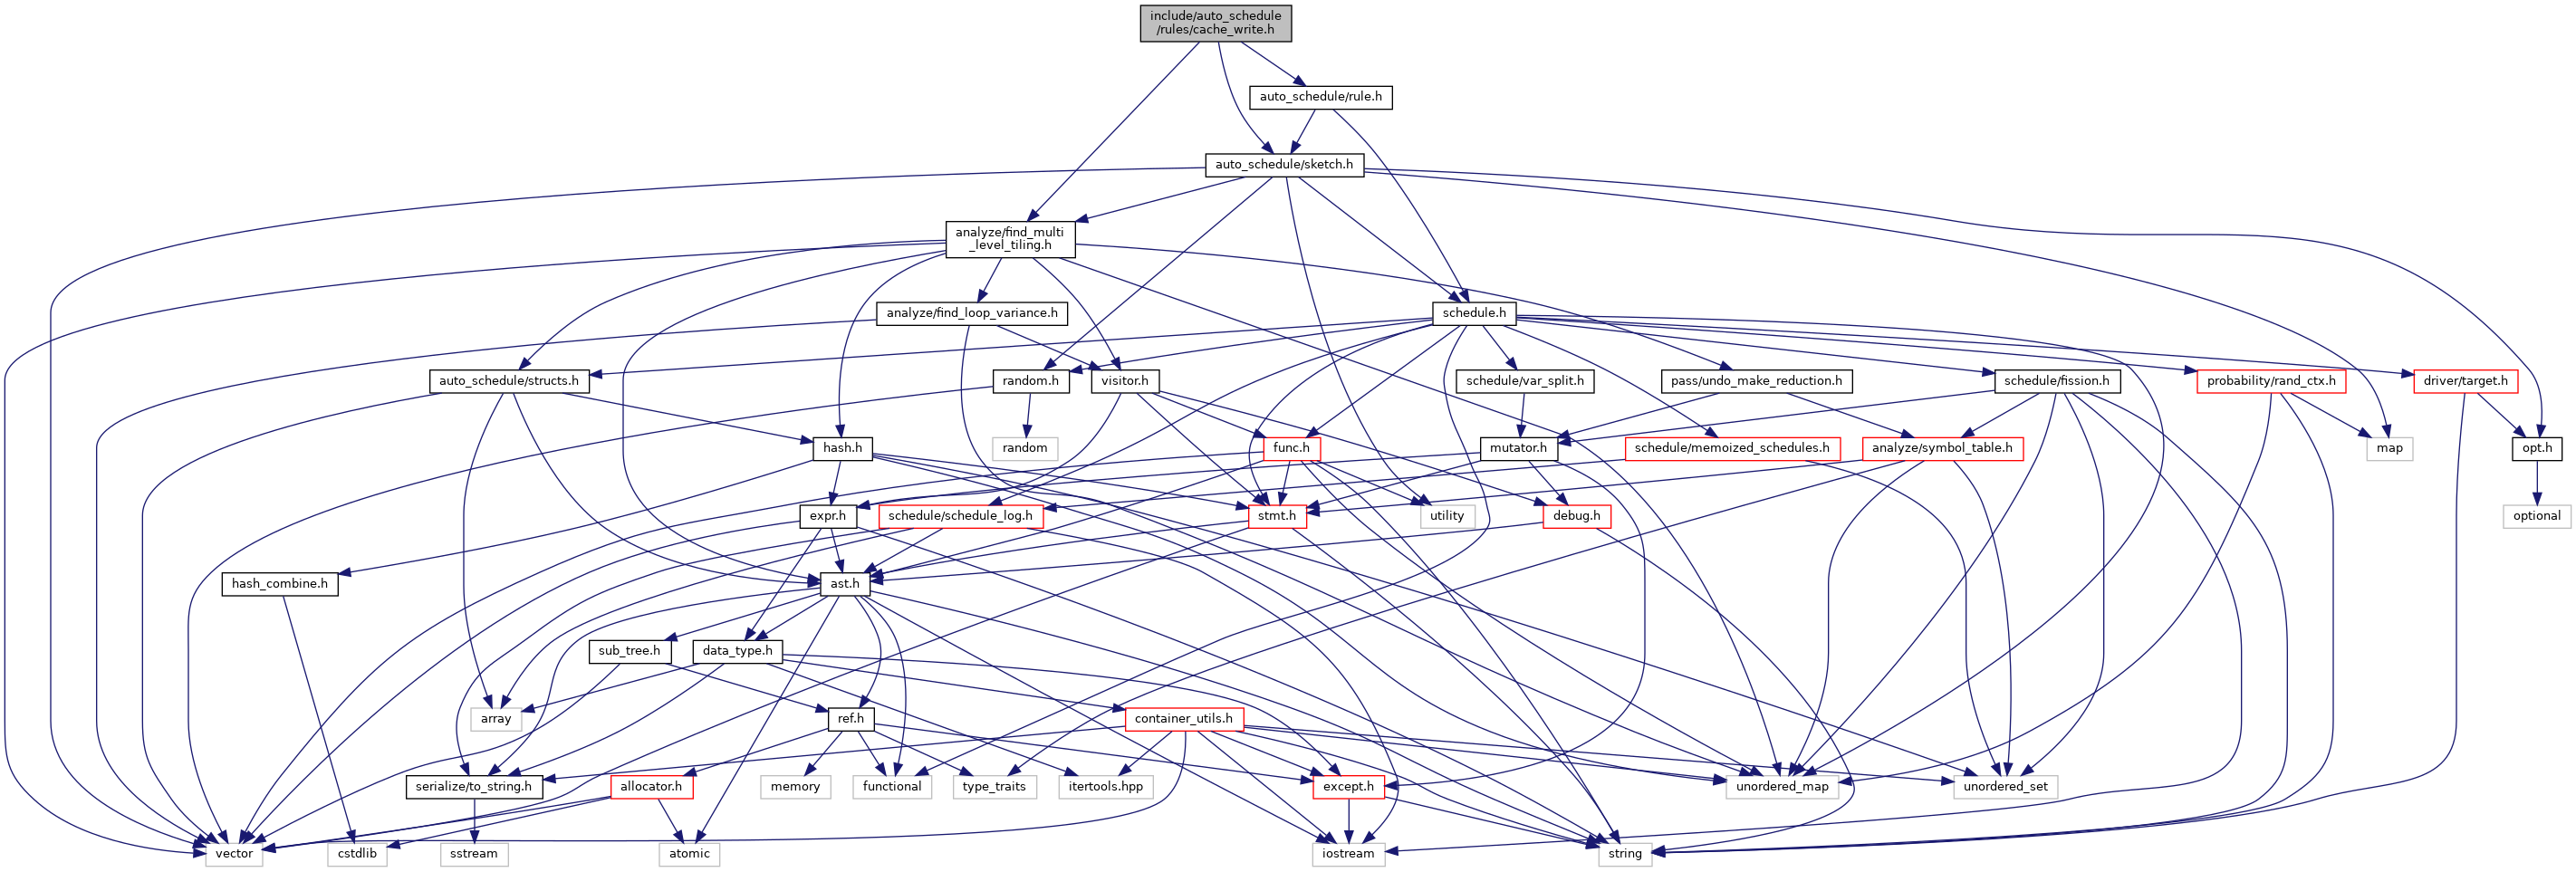 include/auto_schedule
/rules/cache_write.h
auto_schedule/rule.h
auto_schedule/sketch.h
analyze/find_multi
_level_tiling.h
analyze/find_loop_variance.h
schedule.h
auto_schedule/structs.h
random.h
visitor.h
schedule/var_split.h
pass/undo_make_reduction.h
schedule/fission.h
probability/rand_ctx.h
driver/target.h
hash.h
random
func.h
mutator.h
schedule/memoized_schedules.h
analyze/symbol_table.h
map
opt.h
expr.h
schedule/schedule_log.h
stmt.h
utility
debug.h
optional
hash_combine.h
ast.h
sub_tree.h
data_type.h
array
ref.h
container_utils.h
serialize/to_string.h
allocator.h
memory
functional
type_traits
itertools.hpp
except.h
unordered_map
unordered_set
vector
cstdlib
sstream
atomic
iostream
string